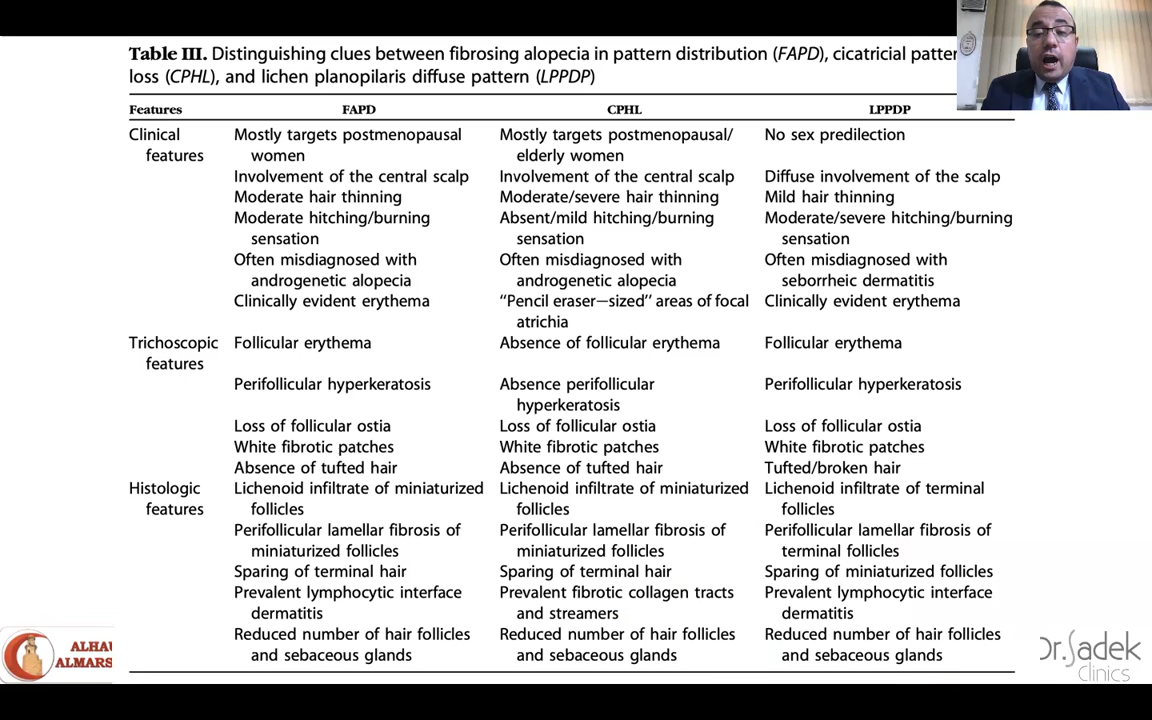 Table III. Distinguishing clues between fibrosing alopecia in pattern distribution (FAPD), cicatricial
loss (CPHL), and lichen planopilaris diffuse pattern (LPPDP)
Features FAPD CPHL LPPDP
Clinical Mostly targets postmenopausal Mostly targets postmenopausal/ No sex predilection
features women elderly women
Involvement of the central scalp Involvement of the central scalp Diffuse involvement of the scalp
Moderate hair thinning Moderate/severe hair thinning Mild hair thinning
Moderate hitching/burning Absent/mild hitching/burning Moderate/severe hitching/burning
sensation sensation sensation
Often misdiagnosed with Often misdiagnosed with Often misdiagnosed with
androgenetic alopecia androgenetic alopecia seborrheic dermatitis
Clinically evident erythema “Pencil eraser—sized” areas of focal Clinically evident erythema
atrichia
Trichoscopic Follicular erythema Absence of follicular erythema Follicular erythema
features
Perifollicular hyperkeratosis Absence perifollicular Perifollicular hyperkeratosis
hyperkeratosis
Loss of follicular ostia Loss of follicular ostia Loss of follicular ostia
White fibrotic patches White fibrotic patches White fibrotic patches
Absence of tufted hair Absence of tufted hair Tufted/broken hair
Histologic Lichenoid infiltrate of miniaturized Lichenoid infiltrate of miniaturized Lichenoid infiltrate of terminal
features follicles follicles follicles
Perifollicular lamellar fibrosis of Perifollicular lamellar fibrosis of Perifollicular lamellar fibrosis of
miniaturized follicles miniaturized follicles terminal follicles
Sparing of terminal hair Sparing of terminal hair Sparing of miniaturized follicles
Prevalent lymphocytic interface Prevalent fibrotic collagen tracts Prevalent lymphocytic interface
dermatitis and streamers dermatitis
Reduced number of hair follicles Reduced number of hair follicles Reduced number of hair follicles
and sebaceous glands and sebaceous glands and sebaceous glands
ALHAU
ALMARS
Dr.Sadek
Clinics